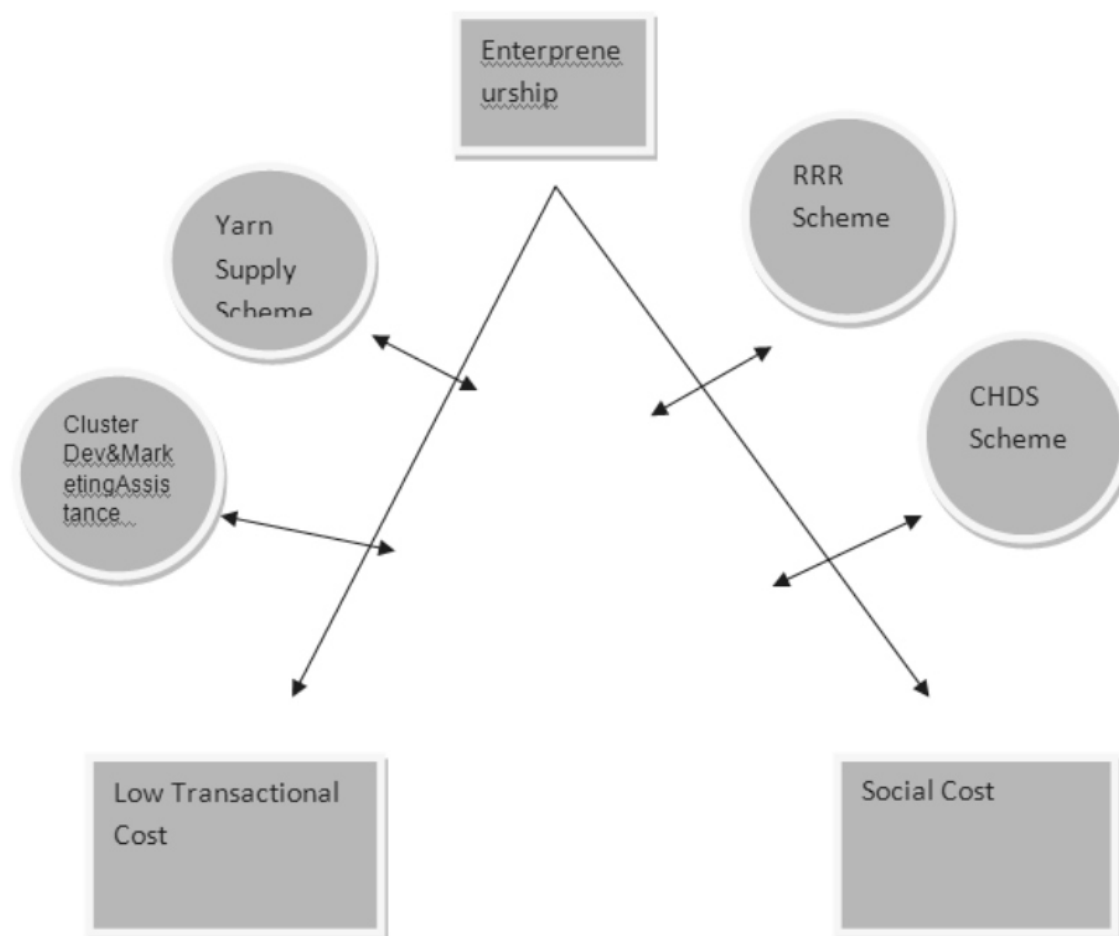 Enterprene
urship
RRR
Scheme
Yarn
Supply
Scheme
CHDS
Scheme
Cluster
Dev&Mark
etingAssis
tance
Low Transactional
Cost
Social Cost